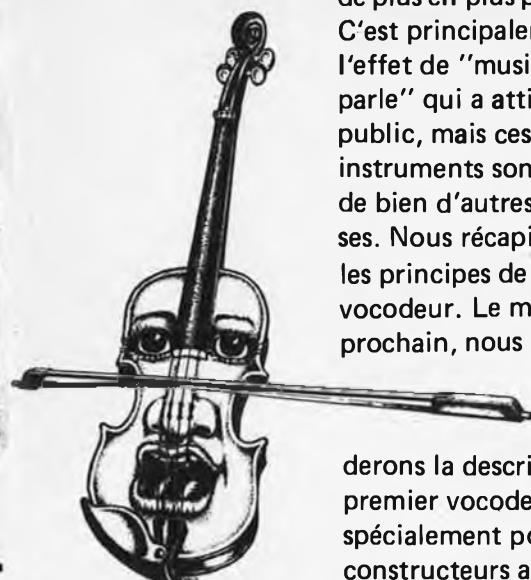 de plus en plus p
C'est principale
l'effet de "musi
parle" qui a atti
public, mais ces
instruments son
de bien d'autres
ses. Nous récapi
les principes de
vocodeur. Le m
prochain, nous
derons la descri
premier vocode
spécialement po
constructeurs a